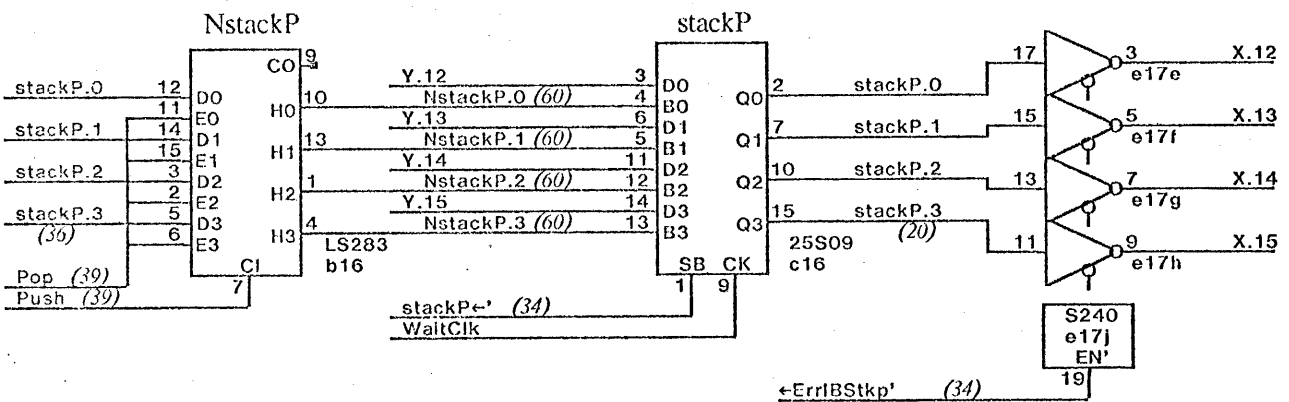 NstackP
stackP
9
CO
stackP.0
12
D0
11
E0
10
H0
stackP.1
14
D1
15
E1
13
H1
stackP.2
3
D2
2
E2
1
H2
stackP.3
(36)
5
D3
6
E3
4
H3
LS283
b16
CI
7
Pop (39)
Push (39)
Y.12
3
D0
NstackP.0 (60)
4
B0
Y.13
6
D1
NstackP.1 (60)
5
B1
Y.14
11
D2
NstackP.2 (60)
12
B2
Y.15
14
D3
NstackP.3 (60)
13
B3
Q0
2
stackP.0
Q1
7
stackP.1
Q2
10
stackP.2
Q3
15
stackP.3
(20)
25S09
c16
SB CK
1 9
stackP←' (34)
WaitClk
17
3
X.12
e17e
15
5
X.13
e17f
13
7
X.14
e17g
11
9
X.15
e17h
S240
e17j
EN'
19
←ErrIBStkp' (34)